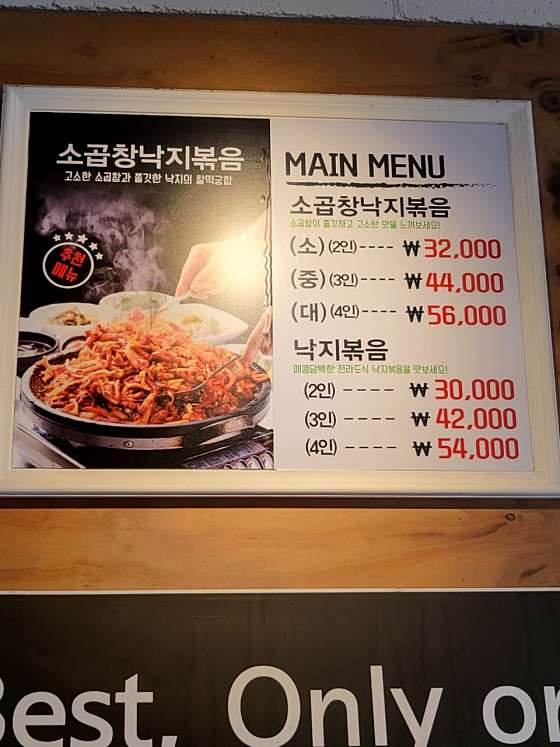 소곱창낙지볶음
고소한 소곱창과 쫄깃한 낙지의 찰떡궁합
추천
메뉴
MAIN MENU
소곱창낙지볶음
소곱창의 쫄깃하고 고소한 맛을 느껴보세요!
(소) (2인) ---- ₩ 32,000
(중) (3인) ---- ₩ 44,000
(대) (4인) ---- ₩ 56,000
낙지볶음
매콤담백한 전라도식 낙지볶음을 맛보세요!
(2인) ---- ₩ 30,000
(3인) ---- ₩ 42,000
(4인) ---- ₩ 54,000
Best, Only on